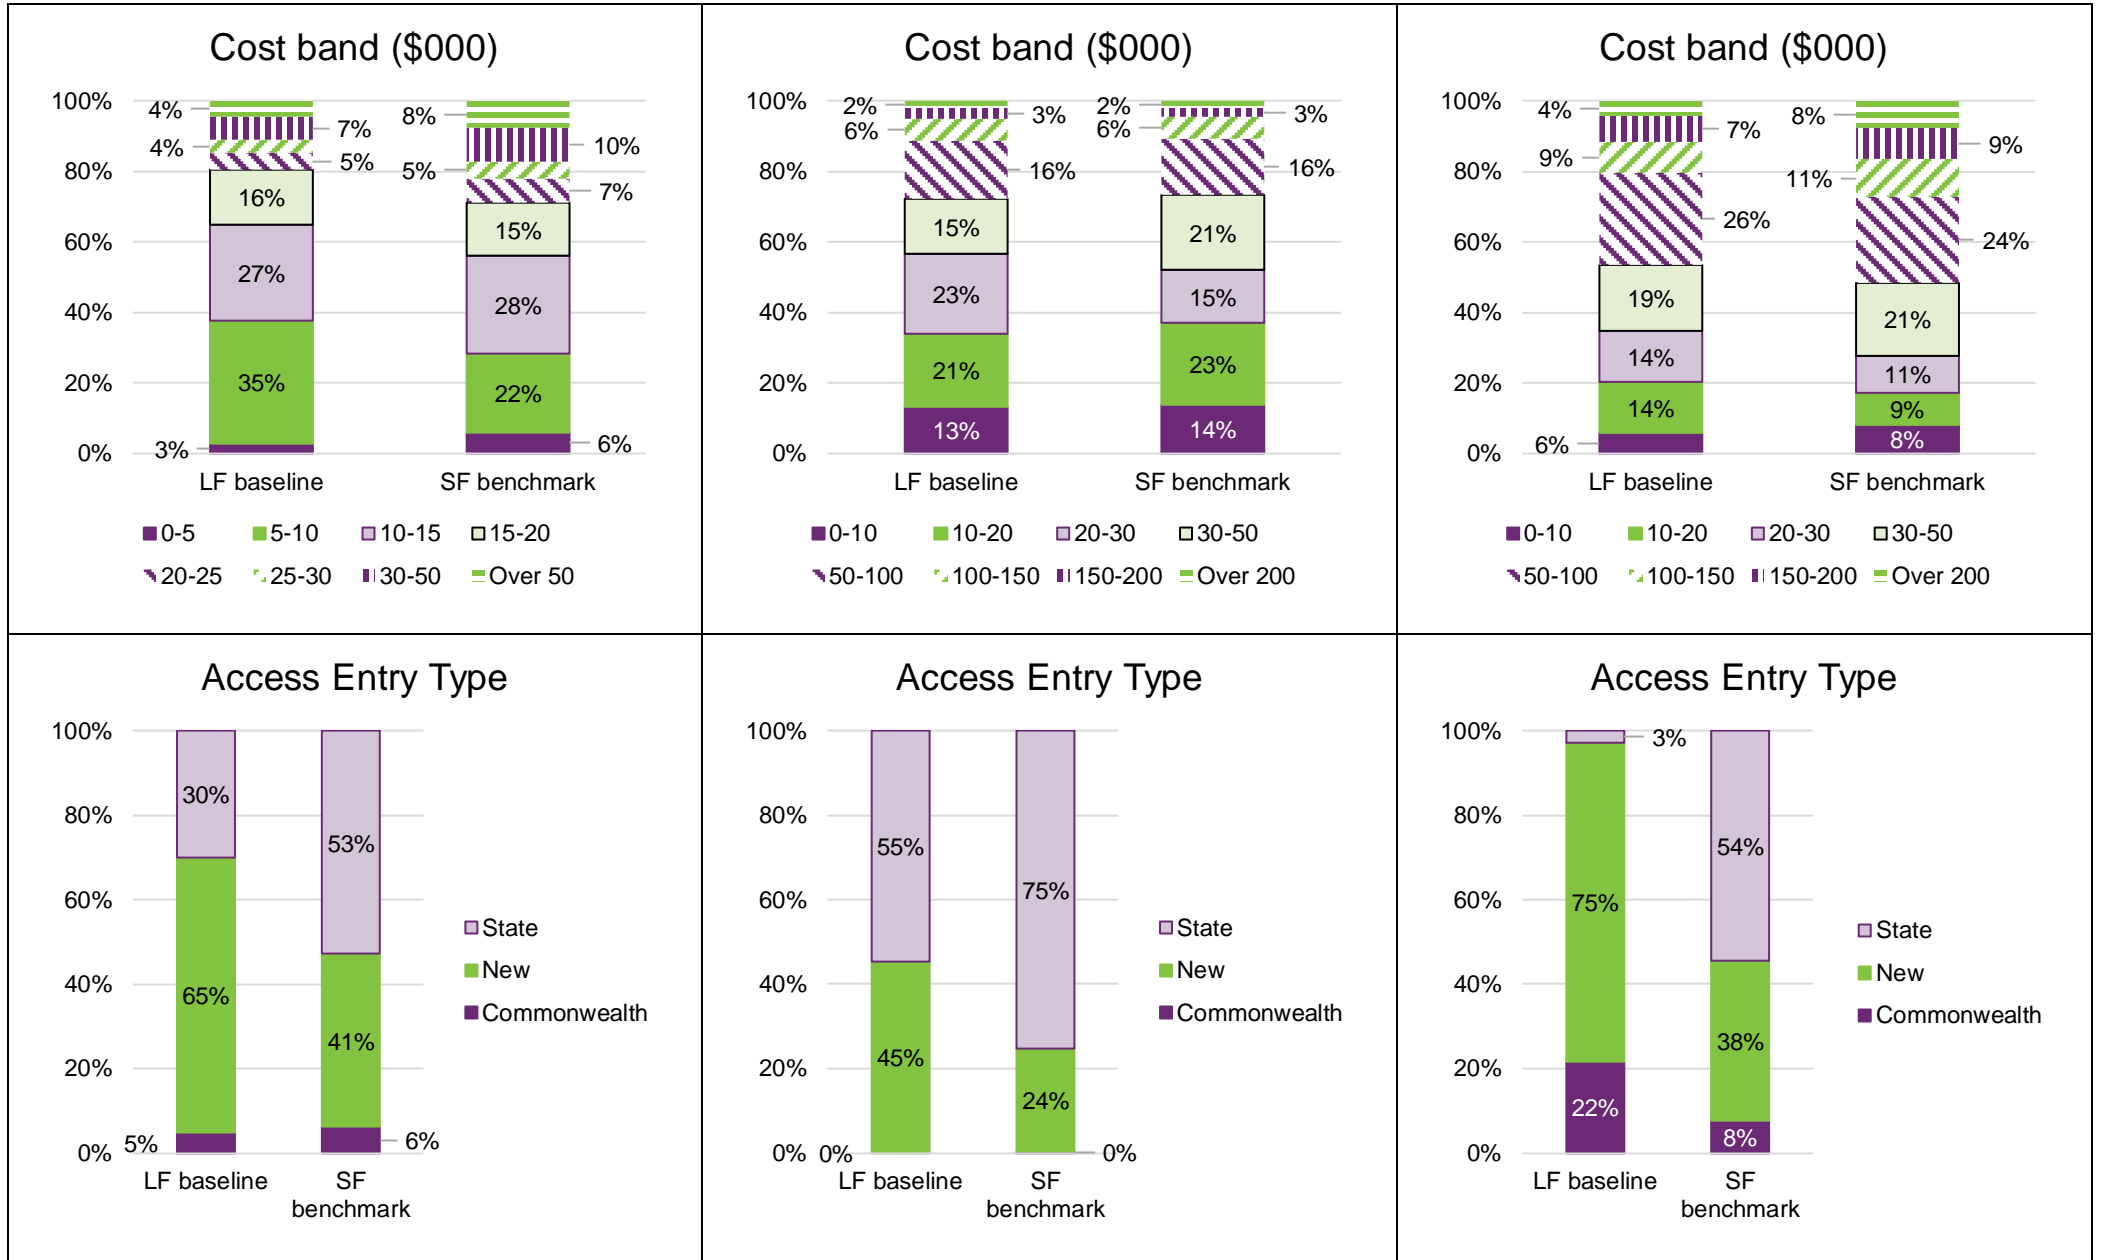 Cost band ($000)
100%
80%
60%
40%
20%
0%
4%
7%
4%
5%
16%
27%
35%
3%
8%
10%
5%
7%
15%
28%
22%
6%
LF baseline
SF benchmark
0-5 5-10 10-15 15-20
20-25 25-30 30-50 Over 50
Cost band ($000)
100%
80%
60%
40%
20%
0%
2%
3%
6%
16%
15%
23%
21%
13%
2%
3%
6%
16%
21%
15%
23%
14%
LF baseline
SF benchmark
0-10 10-20 20-30 30-50
50-100 100-150 150-200 Over 200
Cost band ($000)
100%
80%
60%
40%
20%
0%
4%
7%
9%
26%
19%
14%
14%
6%
8%
9%
11%
24%
21%
11%
9%
8%
LF baseline
SF benchmark
0-10 10-20 20-30 30-50
50-100 100-150 150-200 Over 200
Access Entry Type
100%
80%
60%
40%
20%
0%
30%
65%
5%
53%
41%
6%
LF baseline
SF
benchmark
State
New
Commonwealth
Access Entry Type
100%
80%
60%
40%
20%
0%
55%
45%
0%
75%
24%
0%
LF baseline
SF
benchmark
State
New
Commonwealth
Access Entry Type
100%
80%
60%
40%
20%
0%
3%
75%
22%
54%
38%
8%
LF baseline
SF
benchmark
State
New
Commonwealth